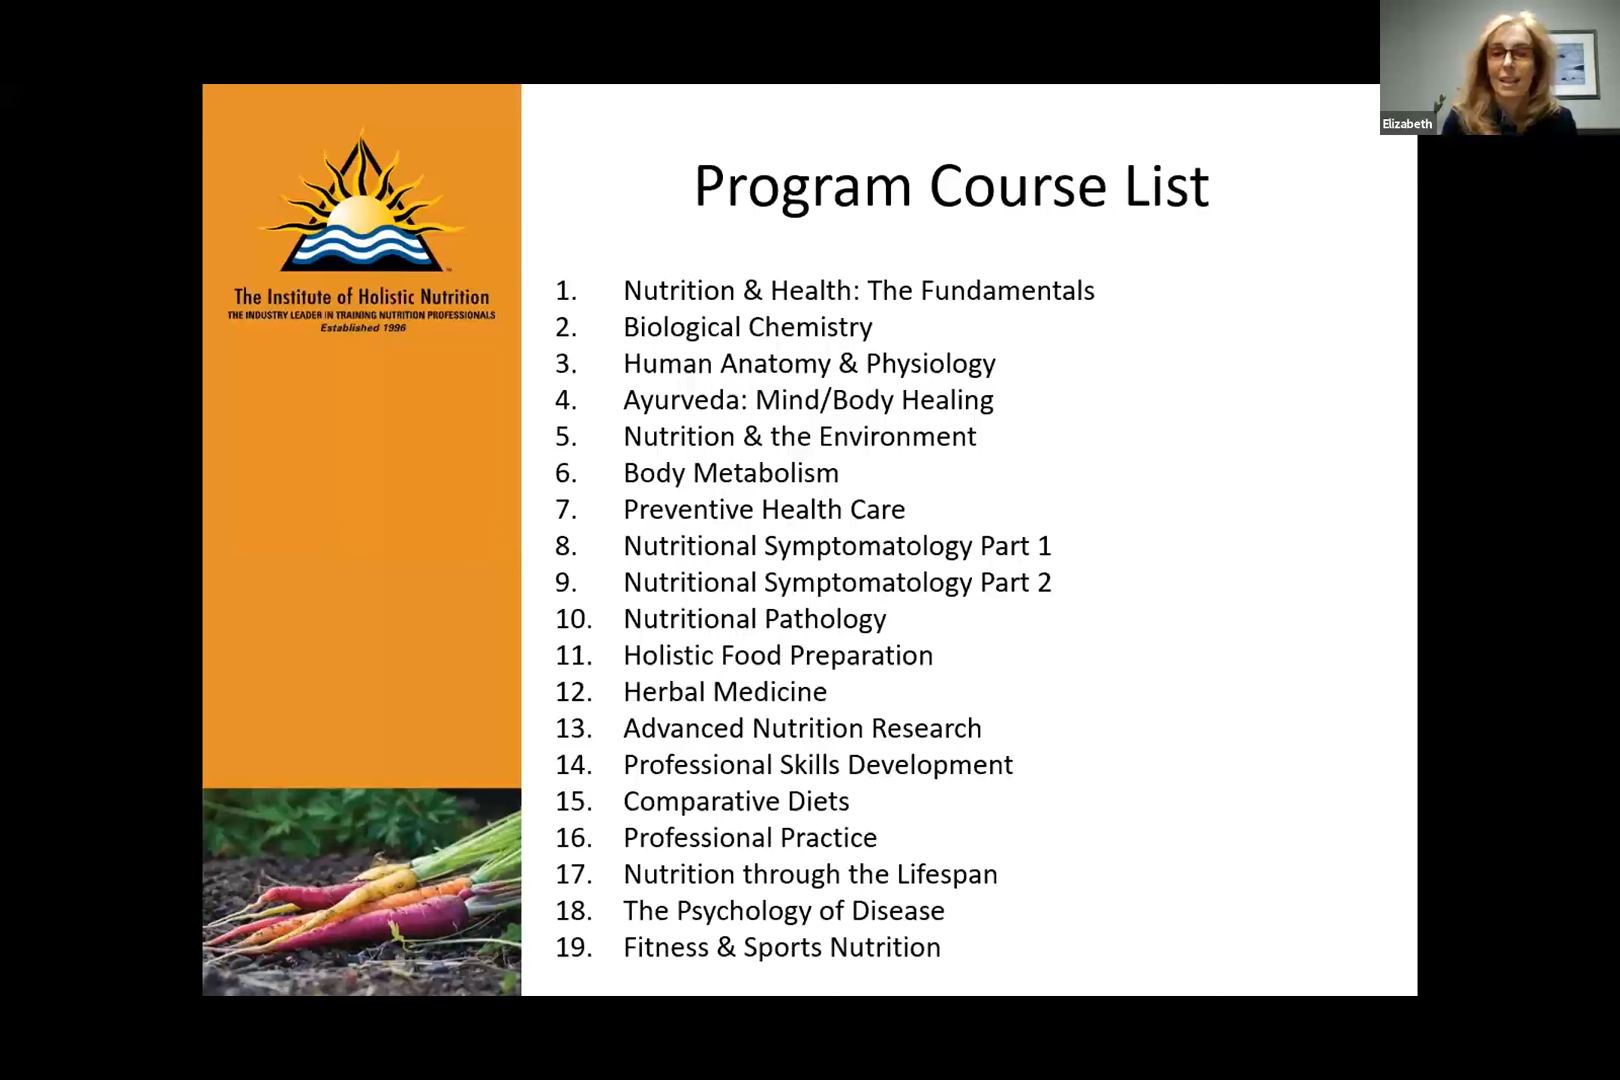 Elizabeth
The Institute of Holistic Nutrition
THE INDUSTRY LEADER IN TRAINING NUTRITION PROFESSIONALS
Established 1996
Program Course List
1. Nutrition & Health: The Fundamentals
2. Biological Chemistry
3. Human Anatomy & Physiology
4. Ayurveda: Mind/Body Healing
5. Nutrition & the Environment
6. Body Metabolism
7. Preventive Health Care
8. Nutritional Symptomatology Part 1
9. Nutritional Symptomatology Part 2
10. Nutritional Pathology
11. Holistic Food Preparation
12. Herbal Medicine
13. Advanced Nutrition Research
14. Professional Skills Development
15. Comparative Diets
16. Professional Practice
17. Nutrition through the Lifespan
18. The Psychology of Disease
19. Fitness & Sports Nutrition